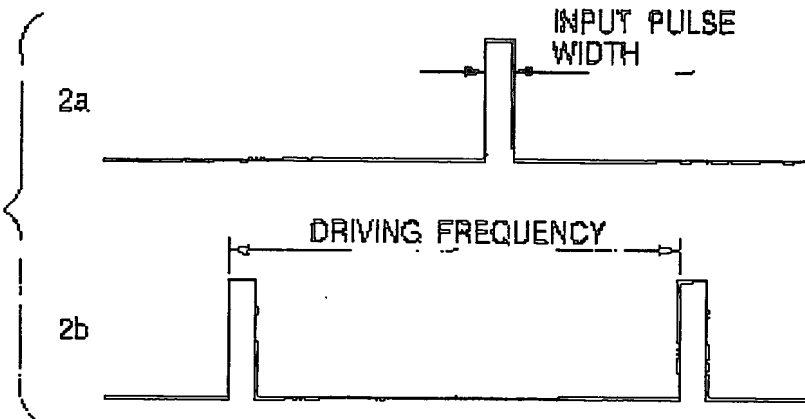 INPUT PULSE
WIDTH
2a
DRIVING FREQUENCY
2b